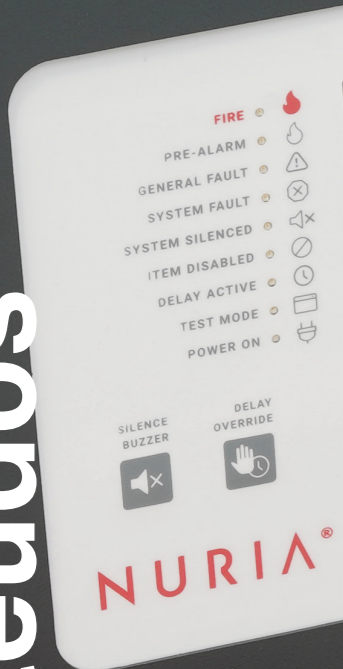 FIRE
PRE-ALARM
GENERAL FAULT
SYSTEM FAULT
SYSTEM SILENCED
ITEM DISABLED
DELAY ACTIVE
TEST MODE
POWER ON
SILENCE
BUZZER
DELAY
OVERRIDE
NURIA®